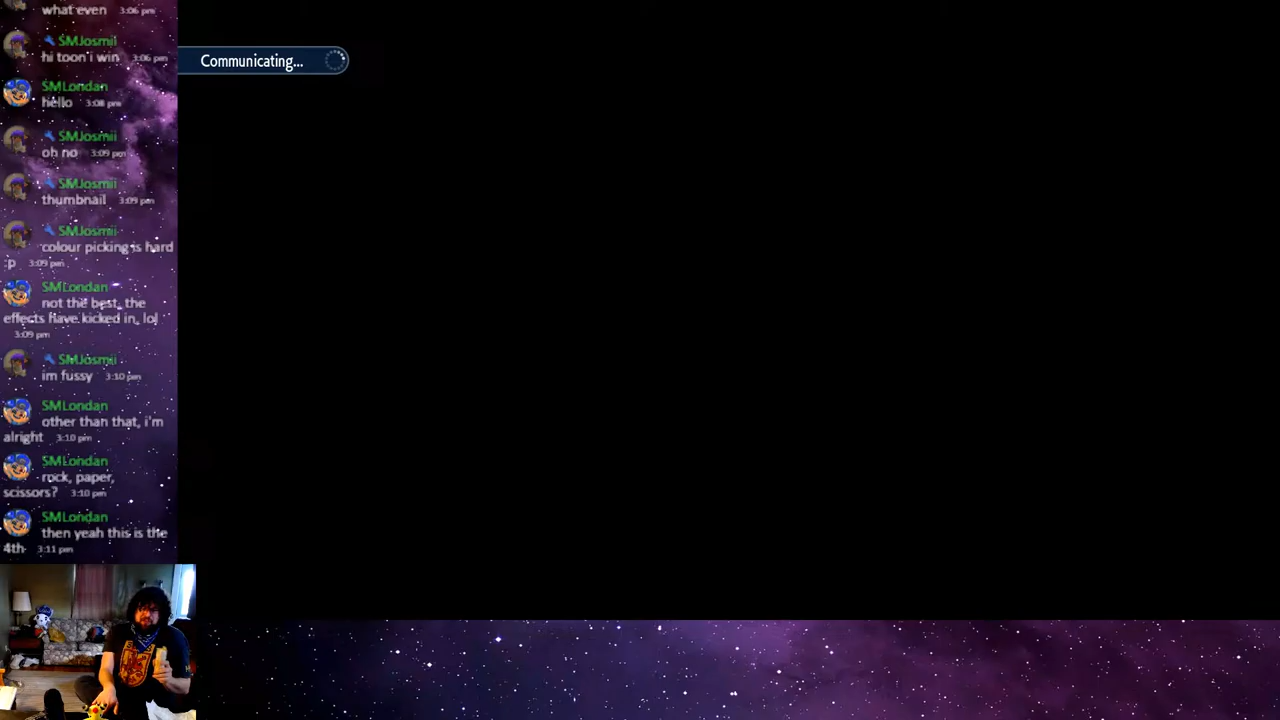 what even 3:06 pm
SMJosmii
hi toon i win 3:06 pm
SMLondan
hello 3:08 pm
SMJosmii
oh no 3:09 pm
SMJosmii
thumbnail 3:09 pm
SMJosmii
colour picking is hard
:p 3:09 pm
SMLondan
not the best, the
effects have kicked in, lol
3:09 pm
SMJosmii
im fussy 3:10 pm
SMLondan
other than that, i'm
alright 3:10 pm
SMLondan
rock, paper,
scissors? 3:10 pm
SMLondan
then yeah this is the
4th 3:11 pm
Communicating...